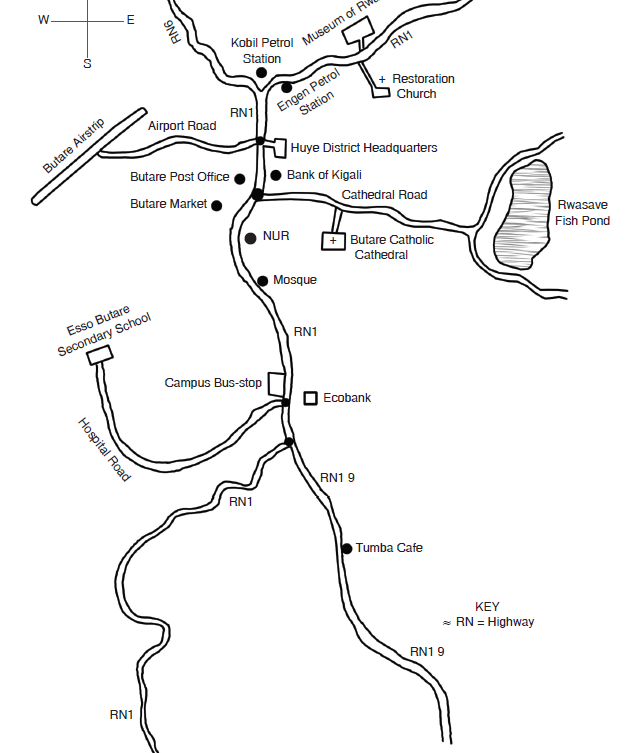 W
E
S
RN6
Museum of
RN1
Kobil Petrol
Station
Engen Petrol
Station
+ Restoration
Church
RN1
Butare Airstrip
Airport Road
Huye District Headquarters
Butare Post Office
Bank of Kigali
Butare Market
Cathedral Road
Rwasave
Fish Pond
NUR
+
Butare Catholic
Cathedral
Mosque
Esso Butare
Secondary School
RN1
Campus Bus-stop
Ecobank
Hospital Road
RN1 9
RN1
Tumba Cafe
KEY
≈ RN = Highway
RN1 9
RN1